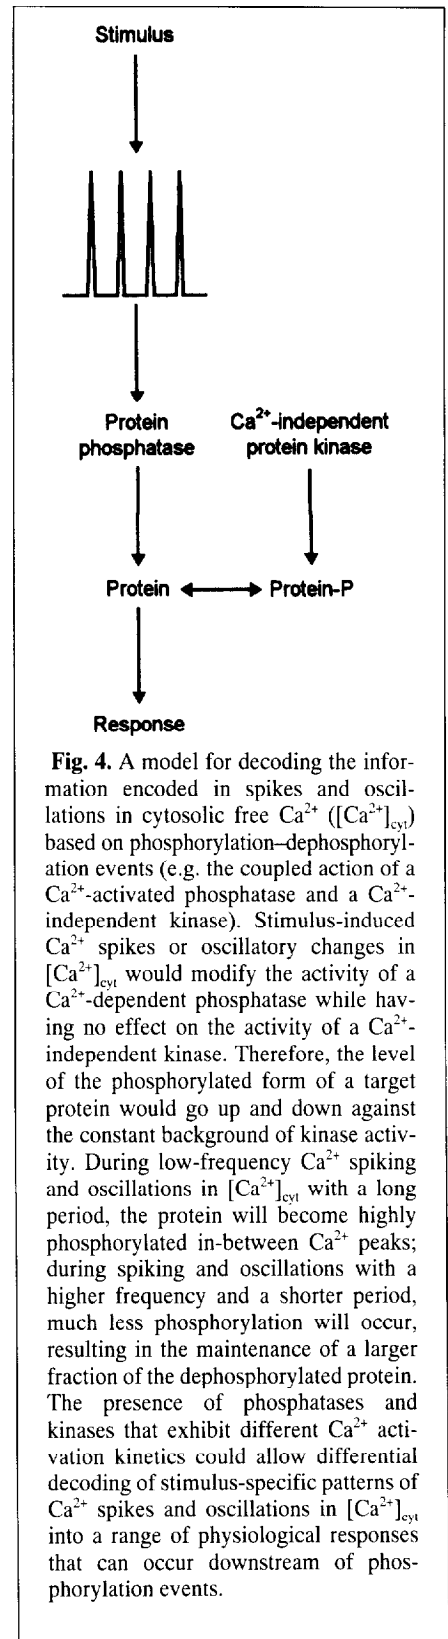 Stimulus
Protein phosphatase
Ca²⁺-independent protein kinase
Protein
Protein-P
Response
Fig. 4. A model for decoding the infor-
mation encoded in spikes and oscil-
lations in cytosolic free Ca²⁺ ([Ca²⁺]cyt)
based on phosphorylation–dephosphoryl-
ation events (e.g. the coupled action of a
Ca²⁺-activated phosphatase and a Ca²⁺-
independent kinase). Stimulus-induced
Ca²⁺ spikes or oscillatory changes in
[Ca²⁺]cyt would modify the activity of a
Ca²⁺-dependent phosphatase while hav-
ing no effect on the activity of a Ca²⁺-
independent kinase. Therefore, the level
of the phosphorylated form of a target
protein would go up and down against
the constant background of kinase activ-
ity. During low-frequency Ca²⁺ spiking
and oscillations in [Ca²⁺]cyt with a long
period, the protein will become highly
phosphorylated in-between Ca²⁺ peaks;
during spiking and oscillations with a
higher frequency and a shorter period,
much less phosphorylation will occur,
resulting in the maintenance of a larger
fraction of the dephosphorylated protein.
The presence of phosphatases and
kinases that exhibit different Ca²⁺ acti-
vation kinetics could allow differential
decoding of stimulus-specific patterns of
Ca²⁺ spikes and oscillations in [Ca²⁺]cyt
into a range of physiological responses
that can occur downstream of phos-
phorylation events.